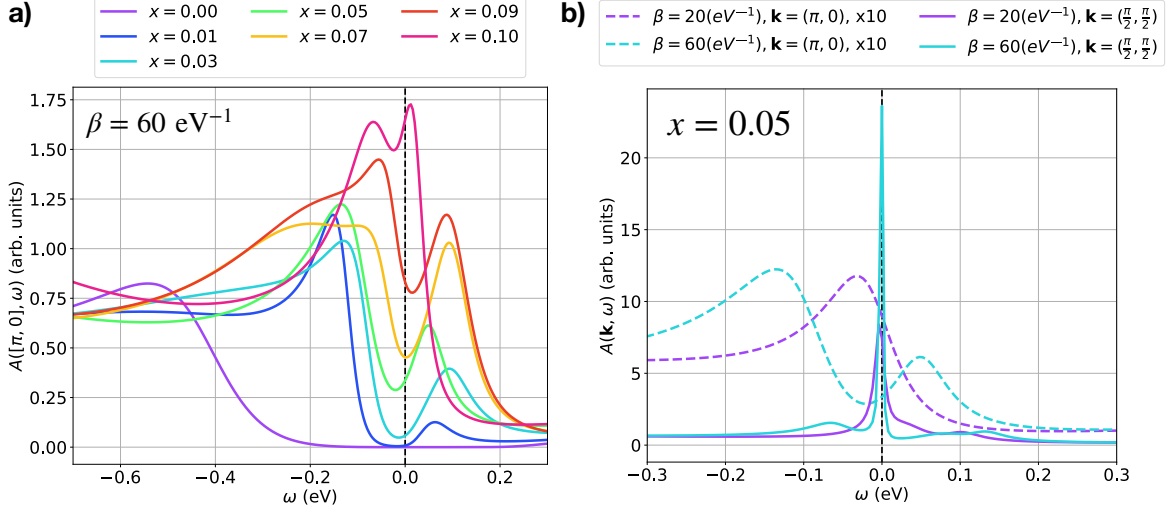 a)
x = 0.00
x = 0.01
x = 0.03
x = 0.05
x = 0.07
x = 0.09
x = 0.10
β = 60 eV⁻¹
1.75
1.50
1.25
1.00
0.75
0.50
0.25
0.00
A([π, 0], ω) (arb. units)
−0.6
−0.4
−0.2
0.0
0.2
ω (eV)
b)
β = 20(eV⁻¹), k = (π, 0), x10
β = 60(eV⁻¹), k = (π, 0), x10
β = 20(eV⁻¹), k = (π/2, π/2)
β = 60(eV⁻¹), k = (π/2, π/2)
x = 0.05
20
15
10
5
0
A(k, ω) (arb. units)
−0.3
−0.2
−0.1
0.0
0.1
0.2
0.3
ω (eV)